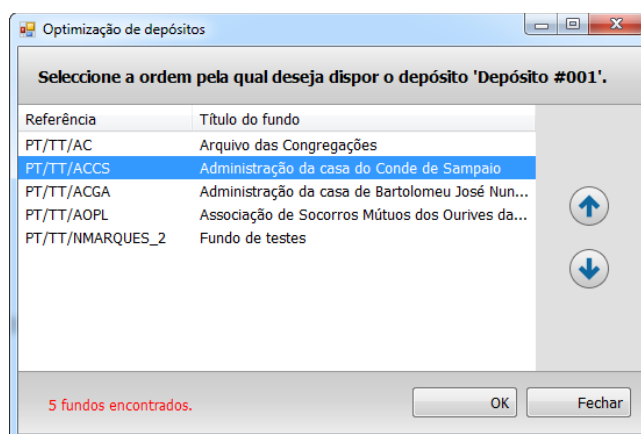 Optimização de depósitos
Seleccione a ordem pela qual deseja dispor o depósito 'Depósito #001'.
Referência Título do fundo
PT/TT/AC Arquivo das Congregações
PT/TT/ACCS Administração da casa do Conde de Sampaio
PT/TT/ACGA Administração da casa de Bartolomeu José Nun...
PT/TT/AOPL Associação de Socorros Mútuos dos Ourives da...
PT/TT/NMARQUES_2 Fundo de testes
5 fundos encontrados. OK Fechar